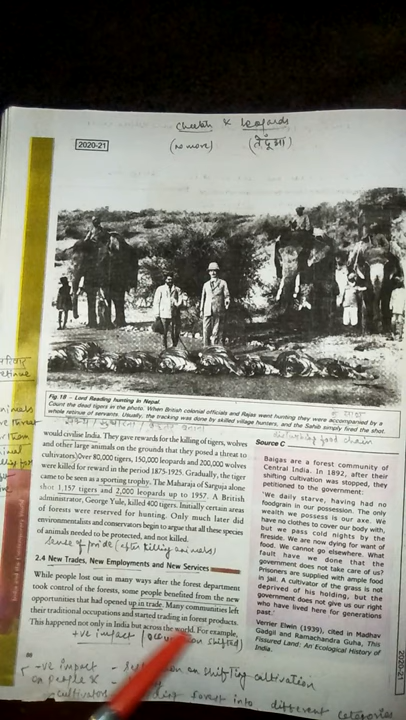 cheetah & leopards
2020-21
(no more) (तेंदुआ)
Fig.18 – Lord Reading hunting in Nepal.
Count the dead tigers in the photo. When British colonial officials and Rajas went hunting they were accompanied by a
whole retinue of servants. Usually, the tracking was done by skilled village hunters, and the Sahib simply fired the shot.
food chain
would civilise India. They gave rewards for the killing of tigers, wolves
and other large animals on the grounds that they posed a threat to
cultivators. Over 80,000 tigers, 150,000 leopards and 200,000 wolves
were killed for reward in the period 1875-1925. Gradually, the tiger
came to be seen as a sporting trophy. The Maharaja of Sarguja alone
shot 1,157 tigers and 2,000 leopards up to 1957. A British
administrator, George Yule, killed 400 tigers. Initially certain areas
of forests were reserved for hunting. Only much later did
environmentalists and conservators begin to argue that all these species
of animals needed to be protected, and not killed.
sense of pride (after killing animals)
2.4 New Trades, New Employments and New Services
While people lost out in many ways after the forest department
took control of the forests, some people benefited from the new
opportunities that had opened up in trade. Many communities left
their traditional occupations and started trading in forest products.
This happened not only in India but across the world. For example,
+ve impact (occupation shifted)
-ve impact on shifting cultivation
on people &
cultivators forest into different categories
Source C
Baigas are a forest community of
Central India. In 1892, after their
shifting cultivation was stopped, they
petitioned to the government:
'We daily starve, having had no
foodgrain in our possession. The only
wealth we possess is our axe. We
have no clothes to cover our body with,
but we pass cold nights by the
fireside. We are now dying for want of
food. We cannot go elsewhere. What
fault have we done that the
government does not take care of us?
Prisoners are supplied with ample food
in jail. A cultivator of the grass is not
deprived of his holding, but the
government does not give us our right
who have lived here for generations
past.'
Verrier Elwin (1939), cited in Madhav
Gadgil and Ramachandra Guha, This
Fissured Land: An Ecological History of
India.